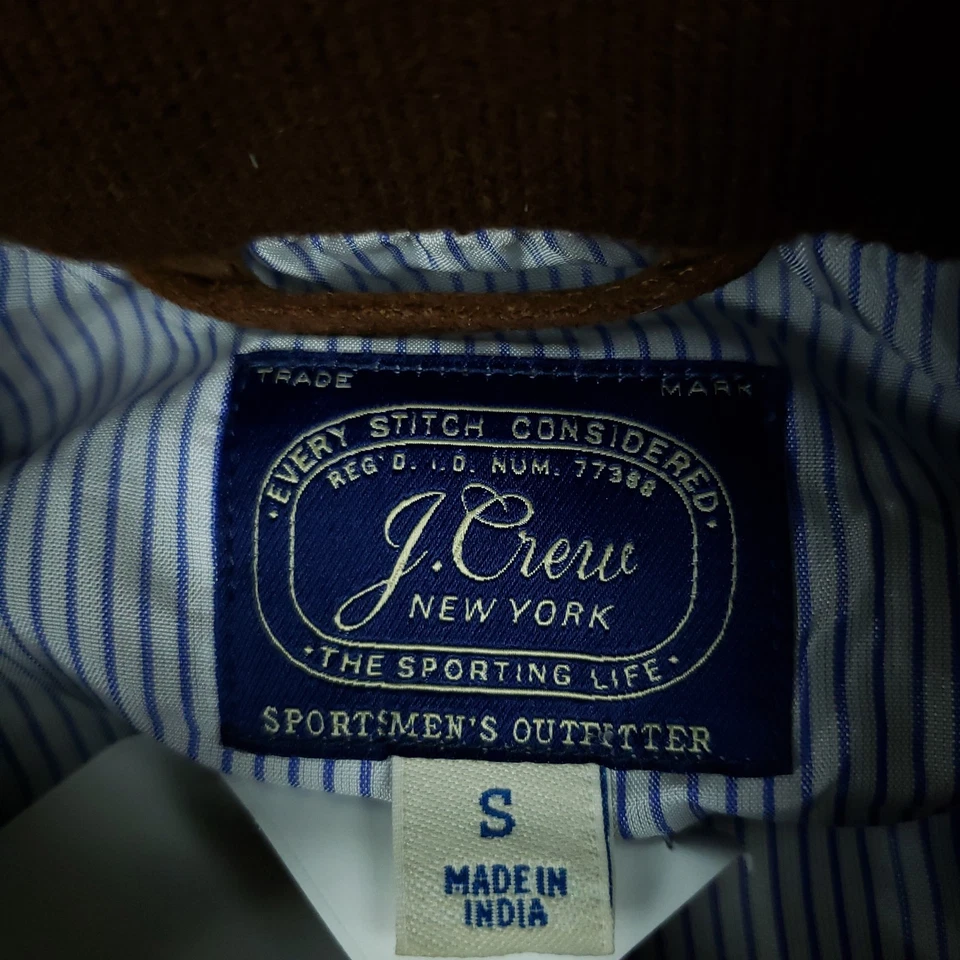 TRADE MARK
EVERY STITCH CONSIDERED
REG'D. I.D. NUM. 77388
J.Crew
NEW YORK
THE SPORTING LIFE
SPORTSMEN'S OUTFITTER
S
MADE IN
INDIA